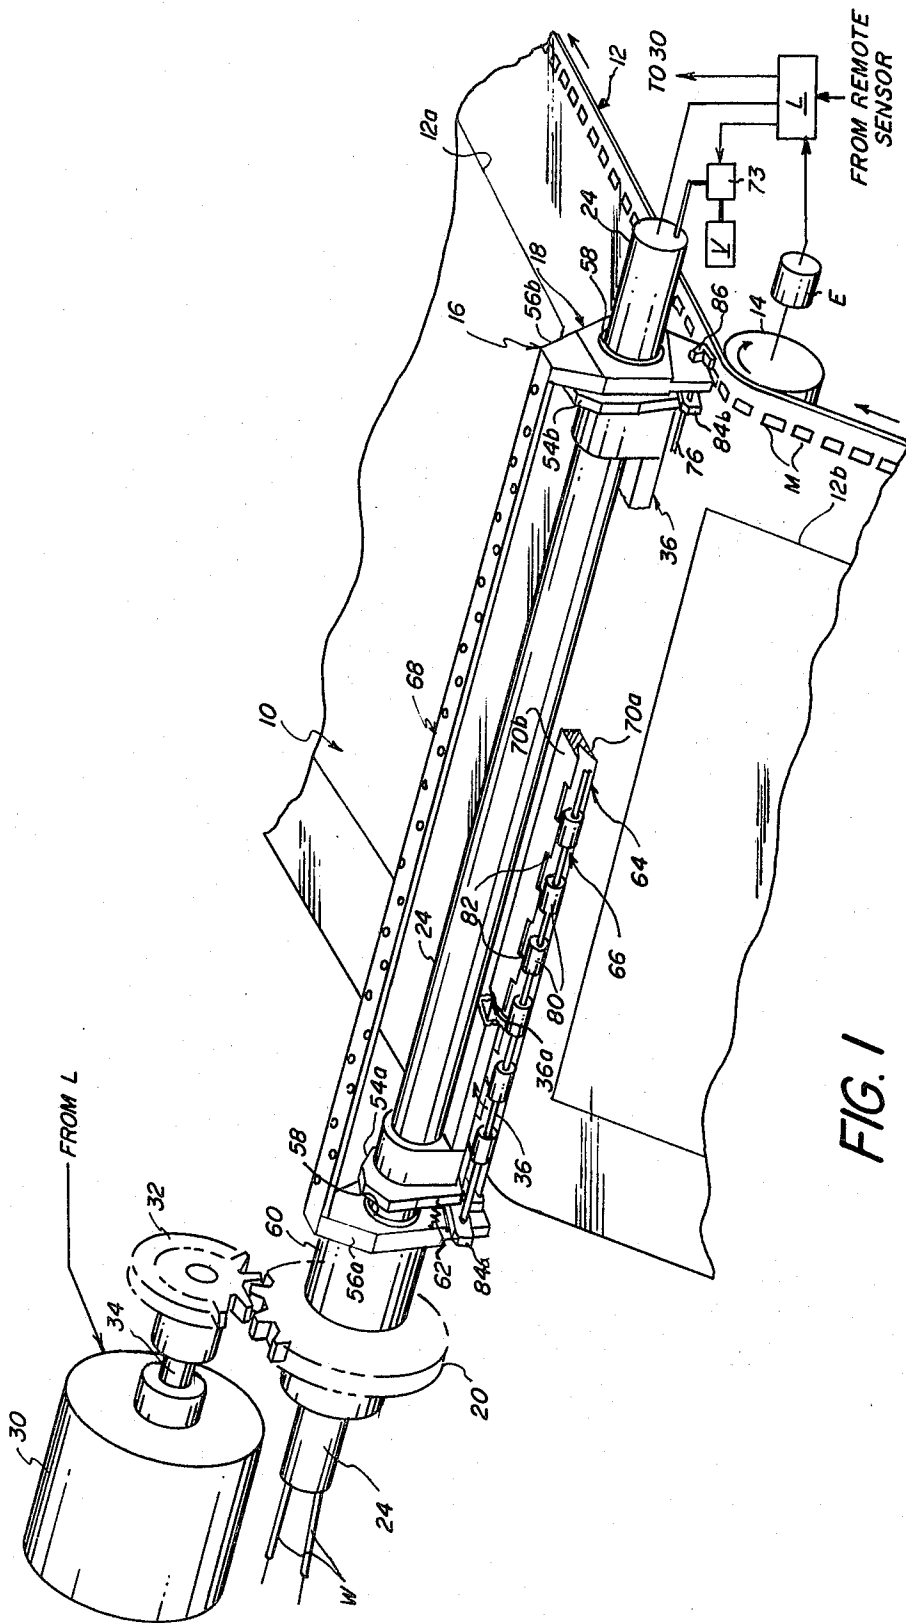 FIG. 1
FROM L
30
34
32
60
58
54a
56a
62
84a
20
24
W
10
68
24
16
56b
18
58
24
12a
12
54b
36
76
84b
86
M
12b
14
E
V
73
L
TO 30
FROM REMOTE
SENSOR
70b
70a
82
64
66
80
36a
36